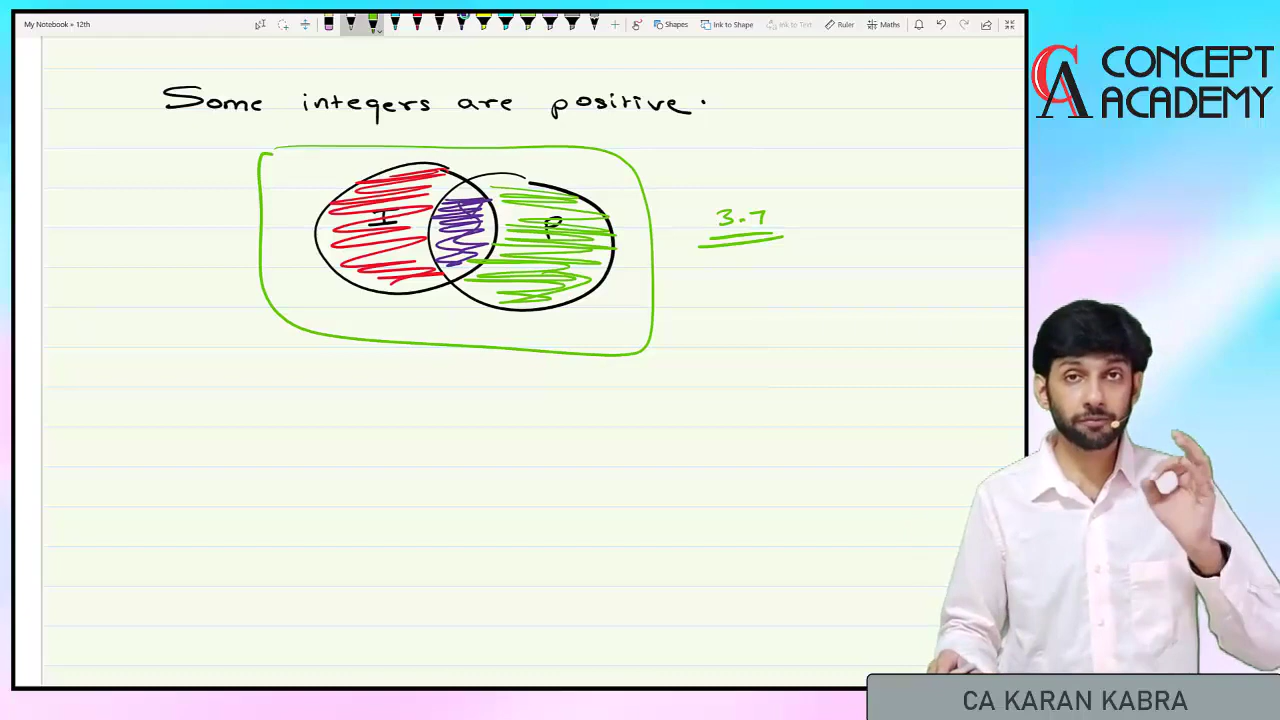 My Notebook » 12th
Shapes
Ink to Shape
Ink to Text
Ruler
Maths
CONCEPT
ACADEMY
CA
Some integers are positive.
I
P
3.7
CA KARAN KABRA